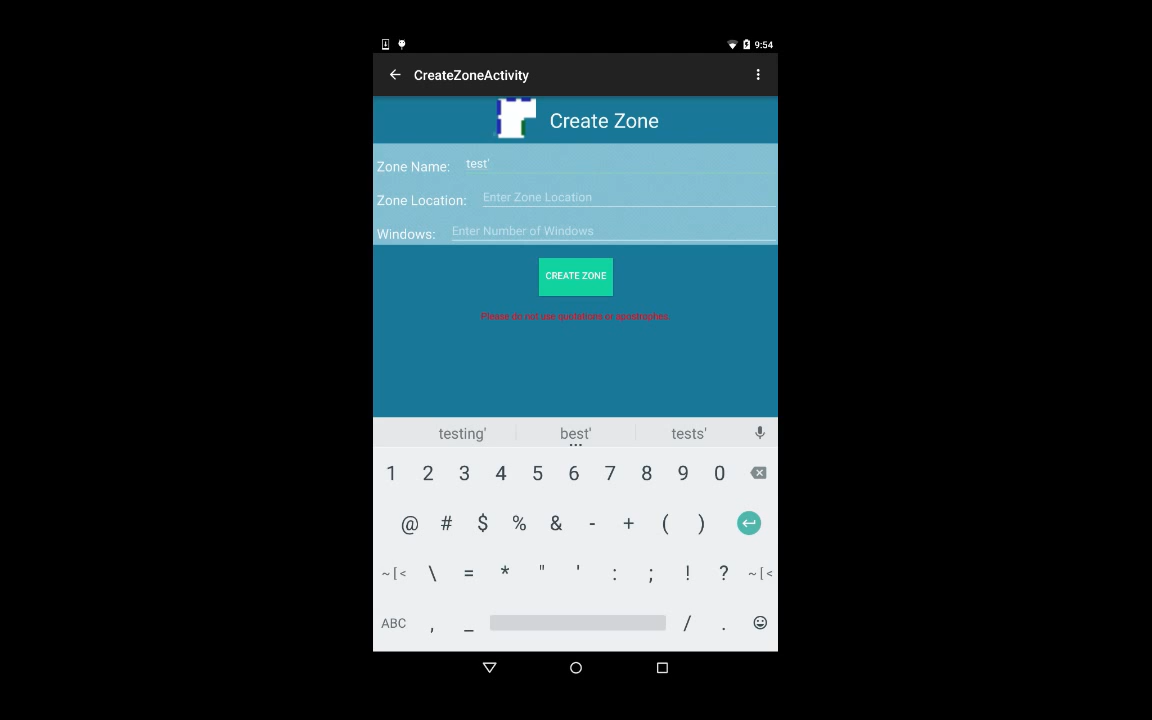 9:54
CreateZoneActivity
Create Zone
Zone Name: test'
Zone Location: Enter Zone Location
Windows: Enter Number of Windows
CREATE ZONE
Please do not use quotations or apostrophes.
testing' best' tests'
1 2 3 4 5 6 7 8 9 0
@ # $ % & - + ( )
~[< \ = * " ' : ; ! ? ~[<
ABC , _ / .